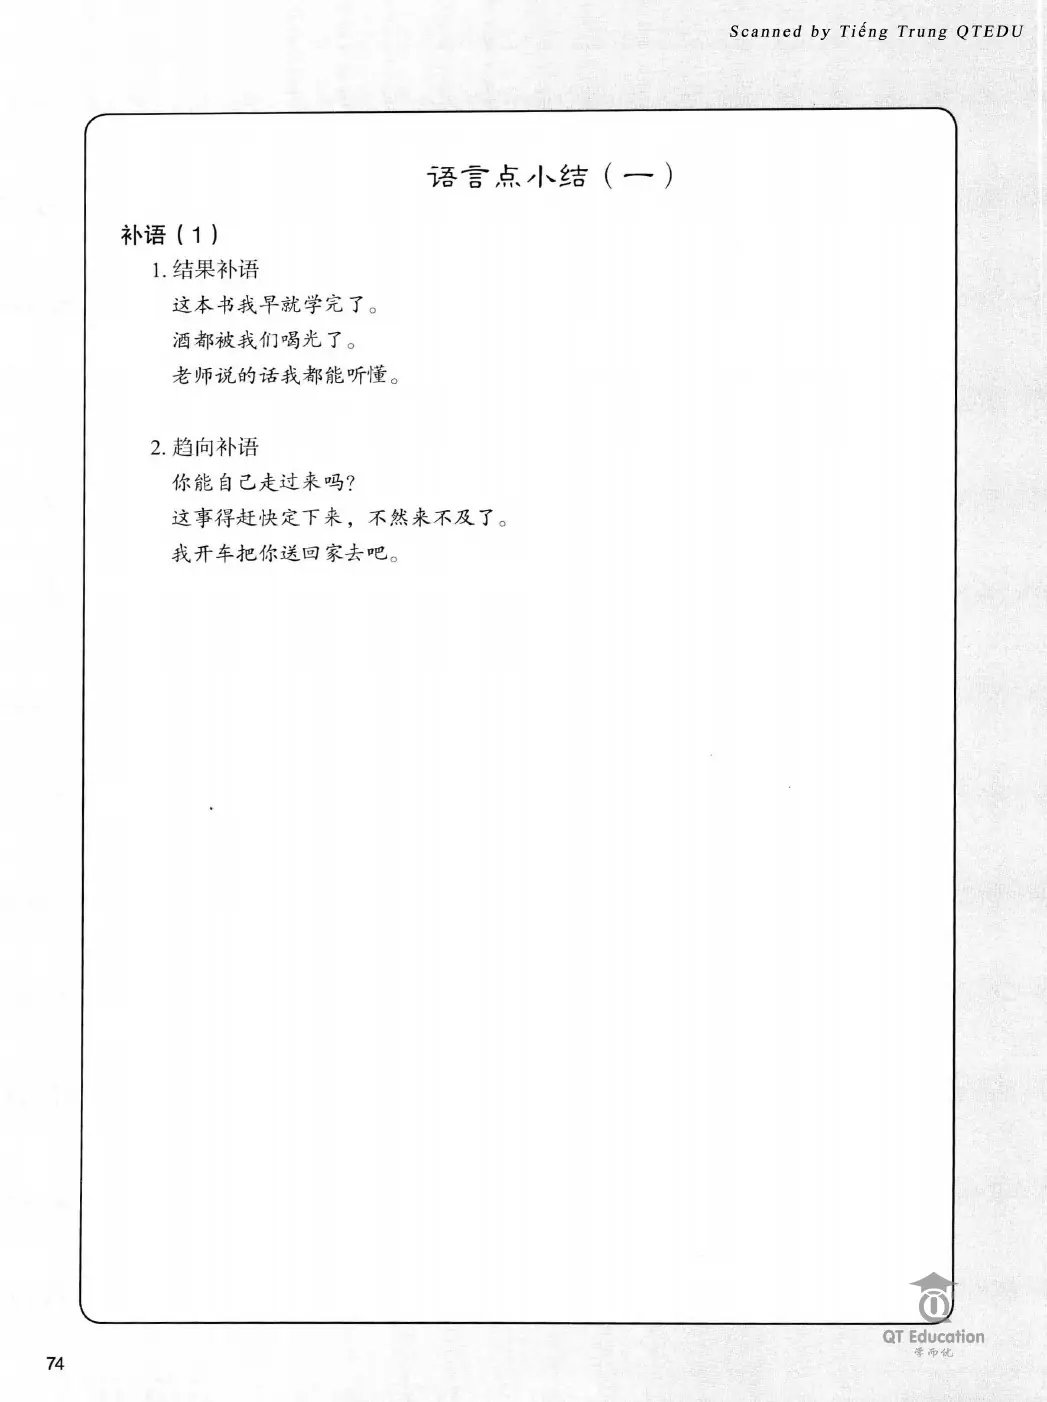 Scanned by Tiếng Trung QTEDU
语言点小结（一）
补语（1）
1. 结果补语
这本书我早就学完了。
酒都被我们喝光了。
老师说的话我都能听懂。
2. 趋向补语
你能自己走过来吗？
这事得赶快定下来，不然来不及了。
我开车把你送回家去吧。
QT Education
学而优
74